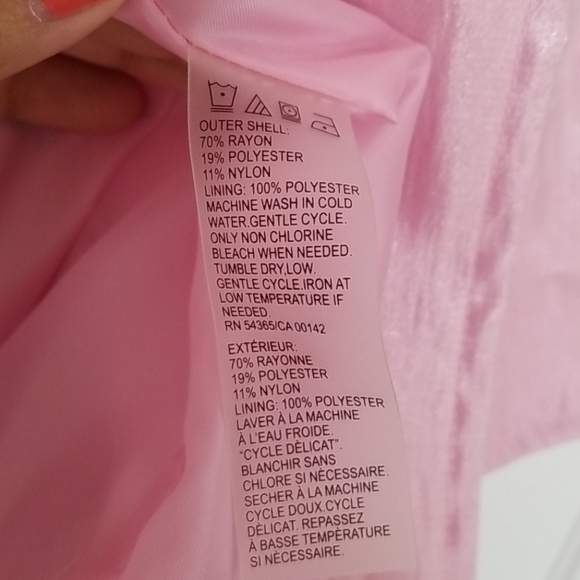 OUTER SHELL:
70% RAYON
19% POLYESTER
11% NYLON
LINING: 100% POLYESTER
MACHINE WASH IN COLD
WATER.GENTLE CYCLE.
ONLY NON CHLORINE
BLEACH WHEN NEEDED.
TUMBLE DRY,LOW.
GENTLE CYCLE.IRON AT
LOW TEMPERATURE IF
NEEDED.
RN 54365/CA 00142
EXTÉRIEUR:
70% RAYONNE
19% POLYESTER
11% NYLON
LINING: 100% POLYESTER
LAVER À LA MACHINE
À L'EAU FROIDE.
"CYCLE DÉLICAT".
BLANCHIR SANS
CHLORE SI NÉCESSAIRE.
SECHER À LA MACHINE
CYCLE DOUX.CYCLE
DÉLICAT. REPASSEZ
À BASSE TEMPÈRATURE
SI NÉCESSAIRE.